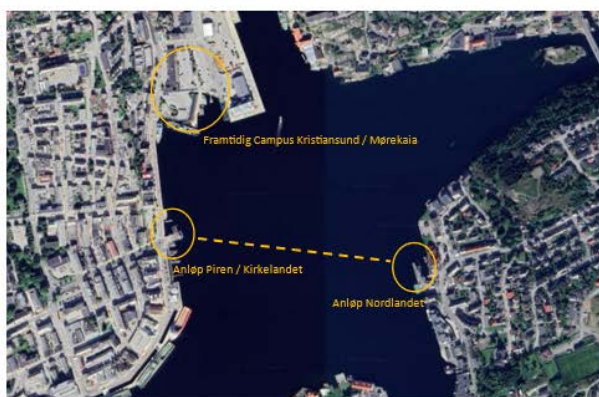 Framtidig Campus Kristiansund / Mørekaia
Anløp Piren / Kirkelandet
Anløp Nordlandet